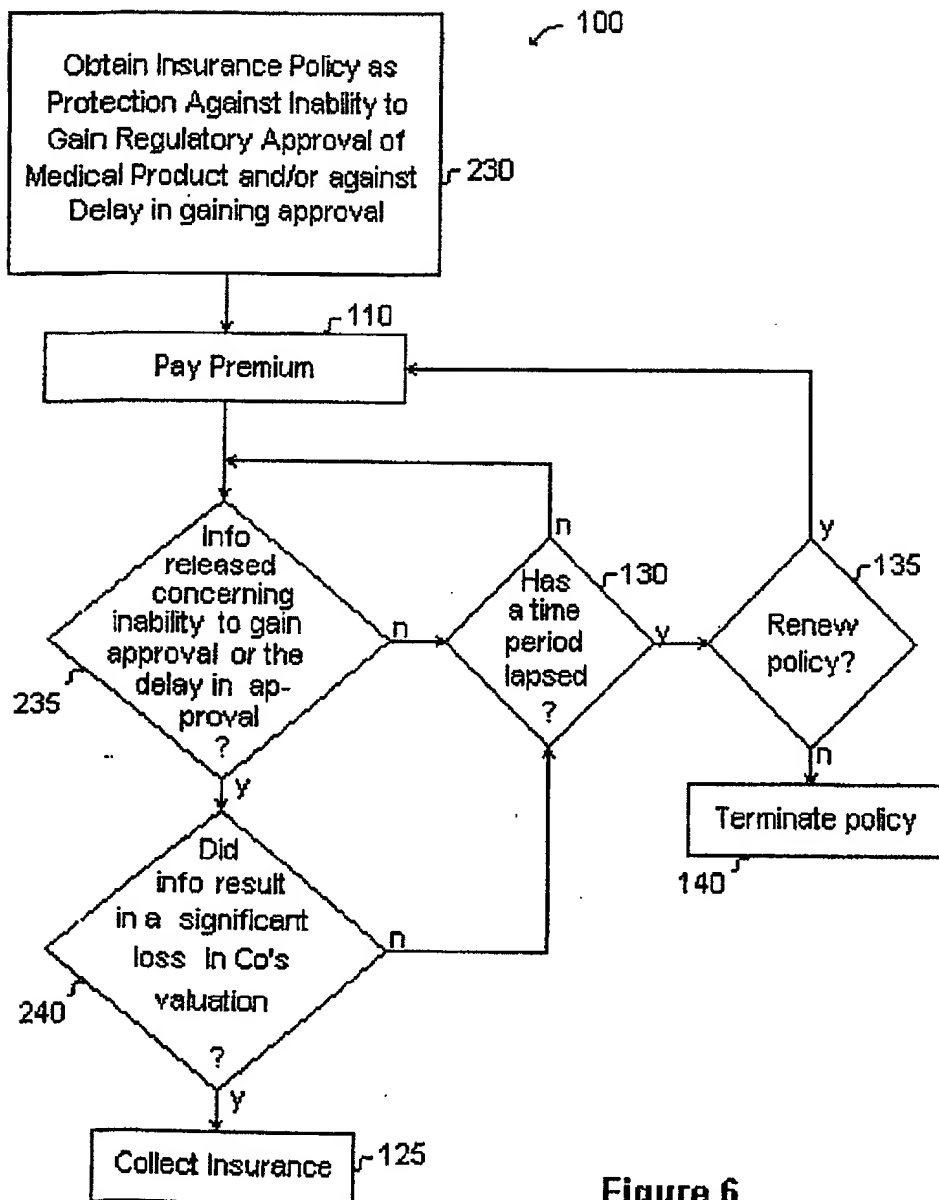 100
Obtain Insurance Policy as
Protection Against Inability to
Gain Regulatory Approval of
Medical Product and/or against
Delay in gaining approval
230
110
Pay Premium
Info
released
concerning
inability to gain
approval or the
delay in ap-
proval
?
235
n
y
Has
a time
period
lapsed
?
130
n
y
Renew
policy?
135
y
n
Terminate policy
140
Did
info result
in a significant
loss in Co's
valuation
?
240
n
y
Collect Insurance
125
Figure 6